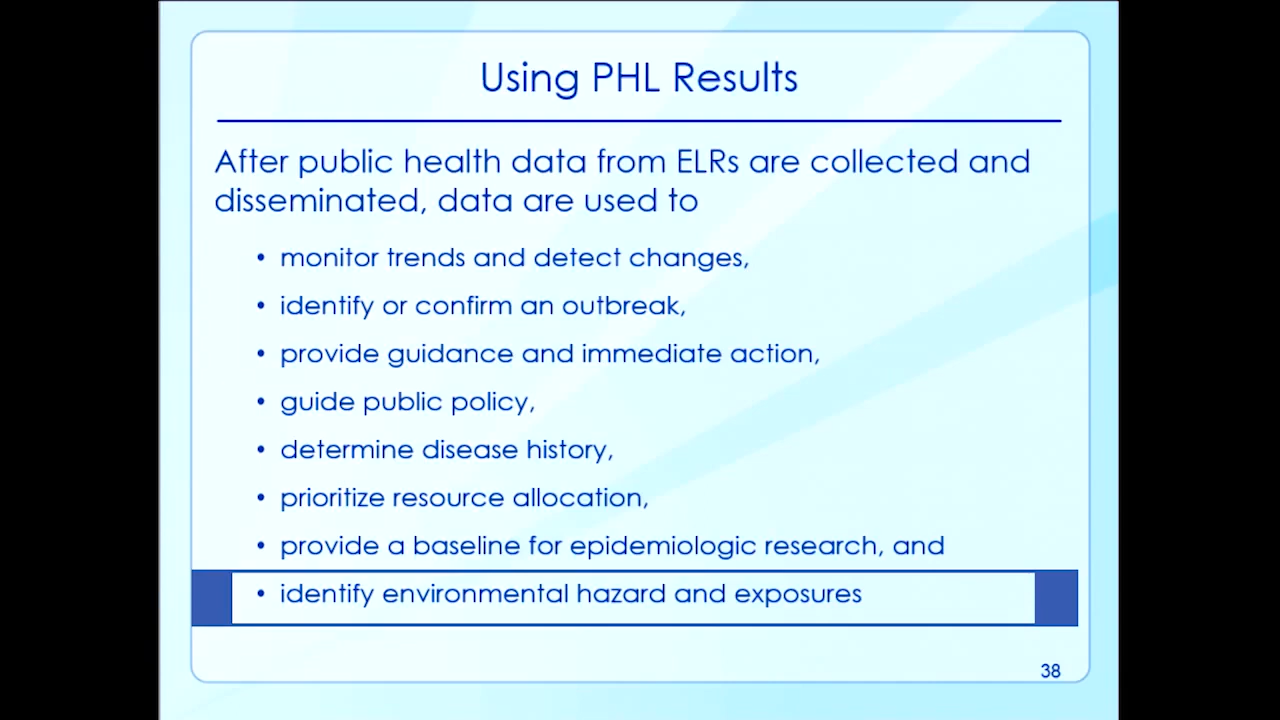 Using PHL Results
After public health data from ELRs are collected and
disseminated, data are used to
• monitor trends and detect changes,
• identify or confirm an outbreak,
• provide guidance and immediate action,
• guide public policy,
• determine disease history,
• prioritize resource allocation,
• provide a baseline for epidemiologic research, and
• identify environmental hazard and exposures
38